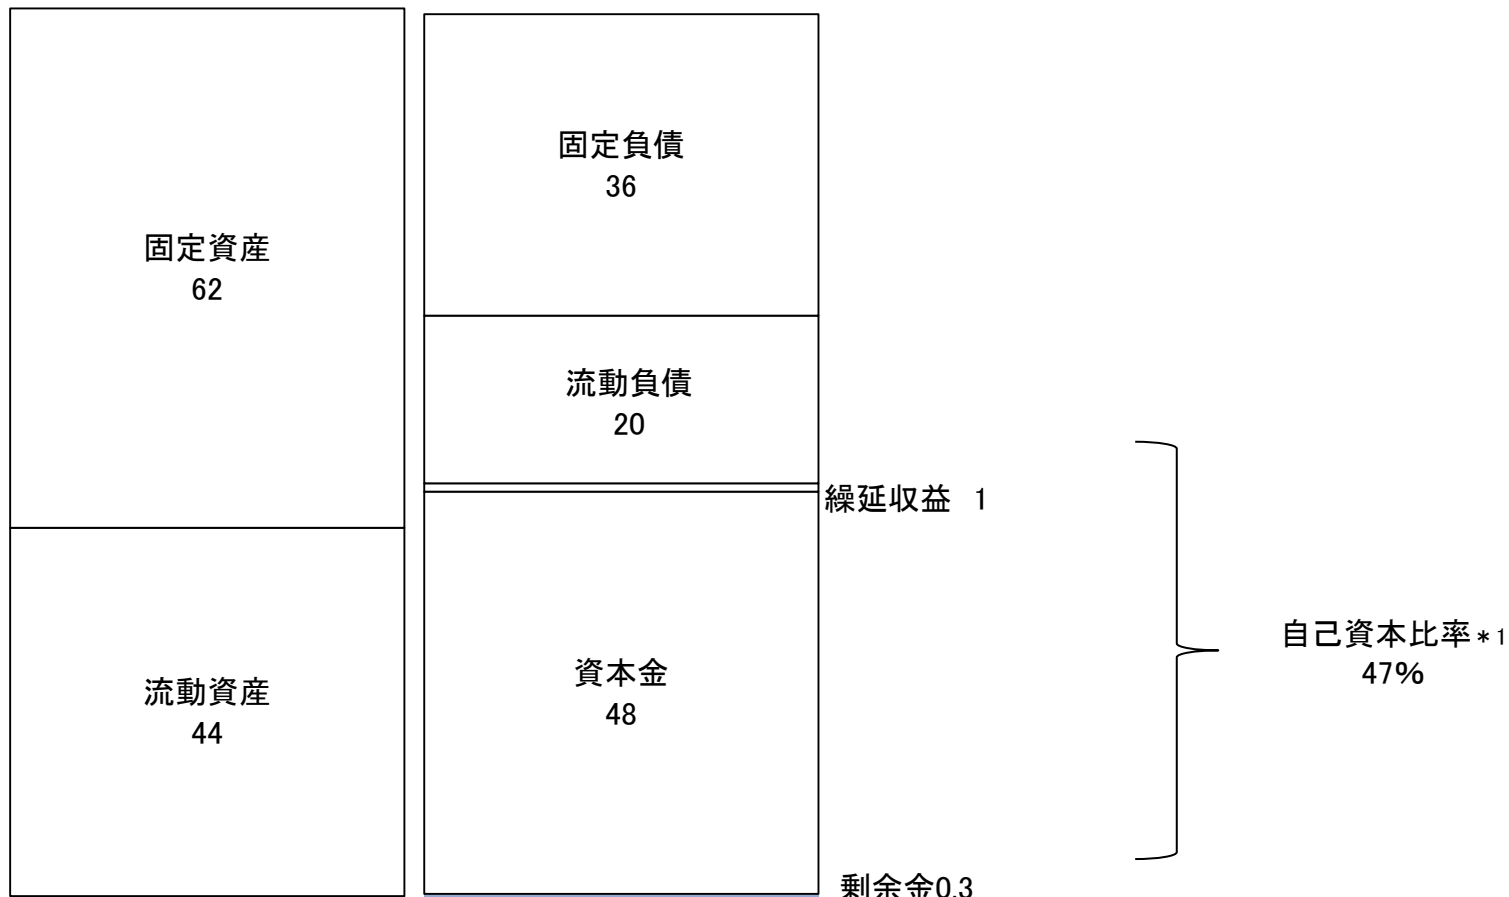 固定資産
62
流動資産
44
固定負債
36
流動負債
20
繰延収益 1
資本金
48
剰余金0.3
自己資本比率*1
47%